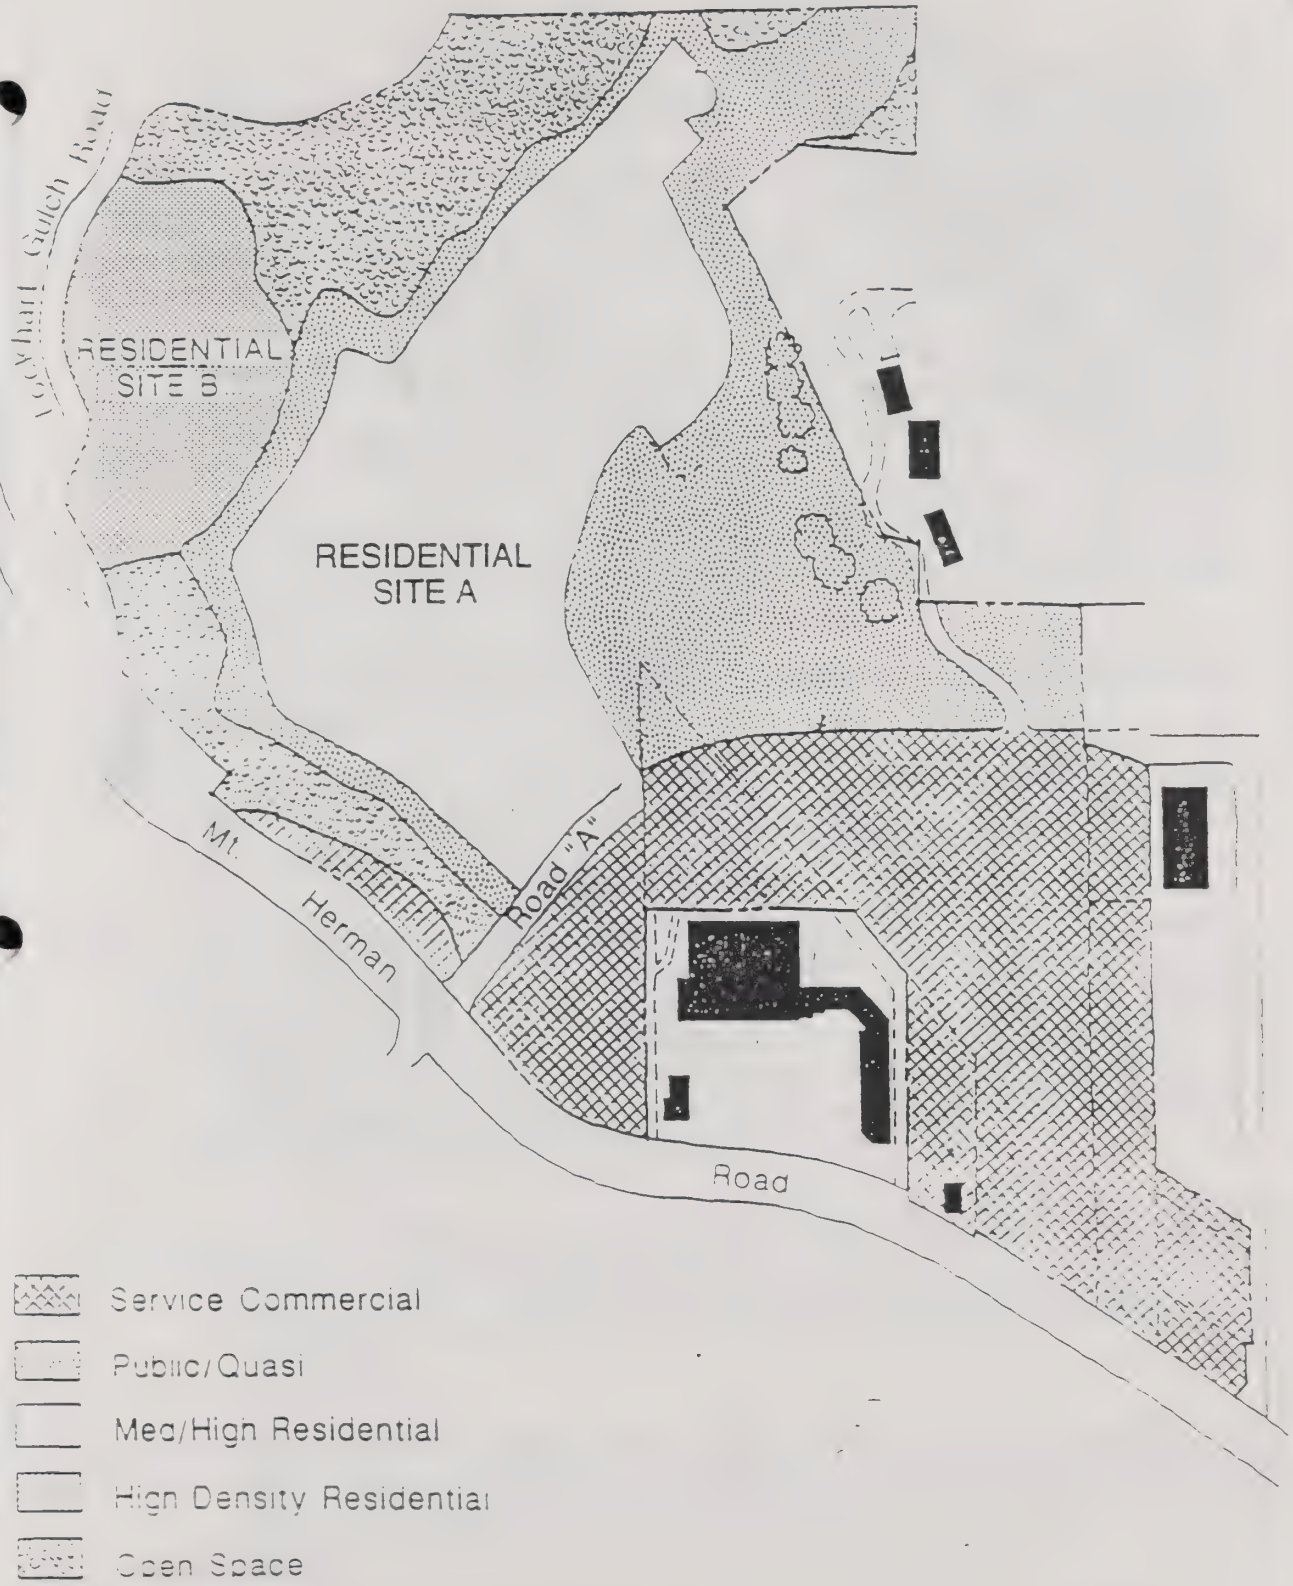 Lockhart Gulch Road
RESIDENTIAL
SITE B
RESIDENTIAL
SITE A
Road "A"
Mt.
Herman
Road
Service Commercial
Public/Quasi
Med/High Residential
High Density Residential
Open Space